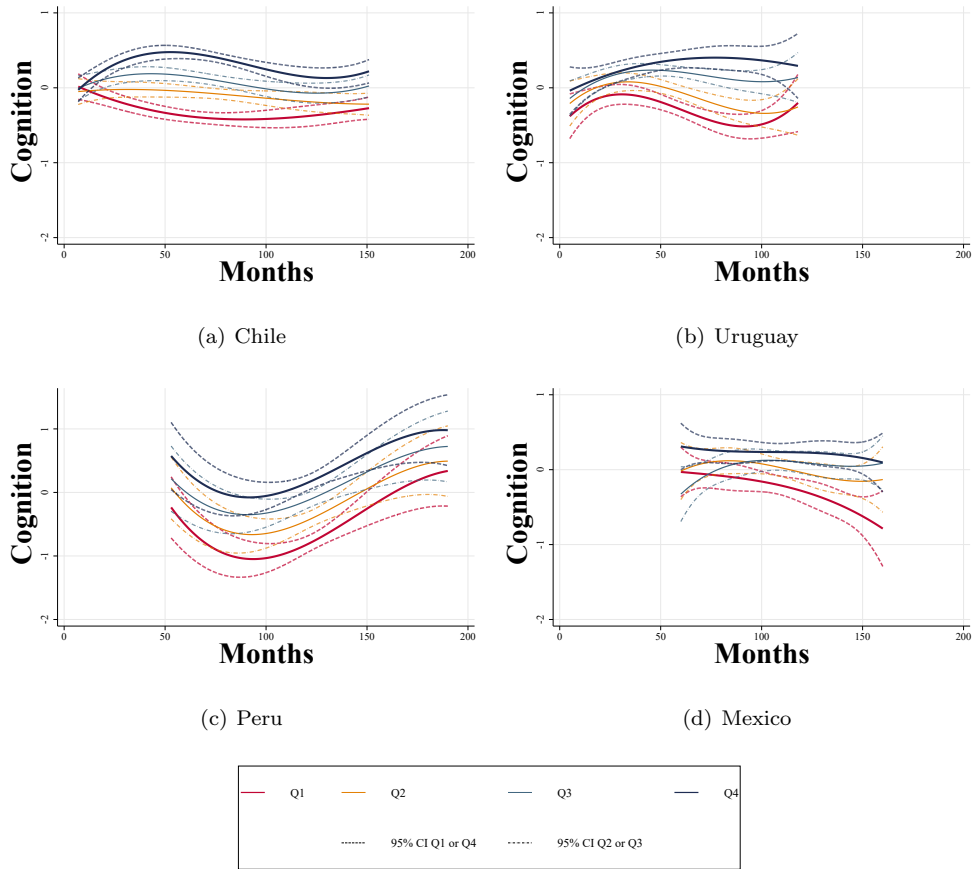 1
0
-1
-2
Cognition
0
50
100
150
200
Months
(a) Chile
1
0
-1
-2
Cognition
0
50
100
150
200
Months
(b) Uruguay
1
0
-1
-2
Cognition
0
50
100
150
200
Months
(c) Peru
1
0
-1
-2
Cognition
0
50
100
150
200
Months
(d) Mexico
Q1 Q2 Q3 Q4
95% CI Q1 or Q4 95% CI Q2 or Q3